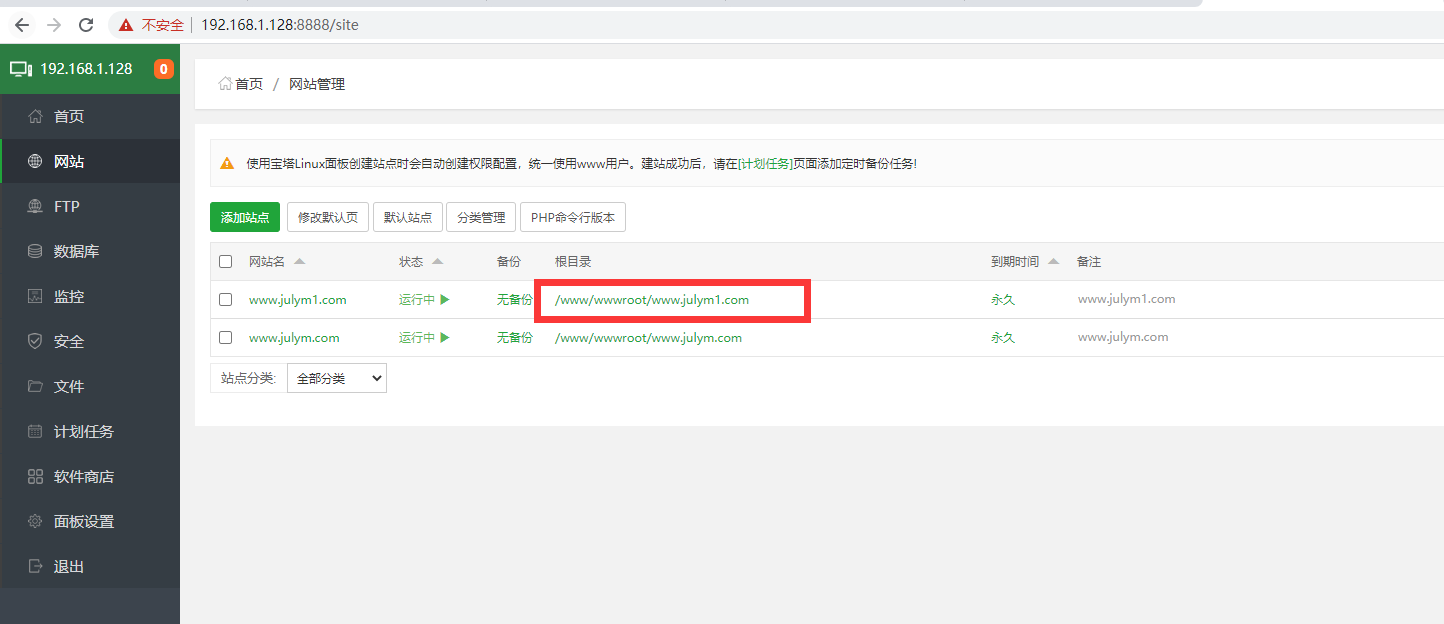 不安全 192.168.1.128:8888/site
192.168.1.128 0
首页
网站
FTP
数据库
监控
安全
文件
计划任务
软件商店
面板设置
退出
首页 / 网站管理
使用宝塔Linux面板创建站点时会自动创建权限配置，统一使用www用户。建站成功后，请在[计划任务]页面添加定时备份任务!
添加站点 修改默认页 默认站点 分类管理 PHP命令行版本
网站名 状态 备份 根目录 到期时间 备注
www.julym1.com 运行中 无备份 /www/wwwroot/www.julym1.com 永久 www.julym1.com
www.julym.com 运行中 无备份 /www/wwwroot/www.julym.com 永久 www.julym.com
站点分类: 全部分类